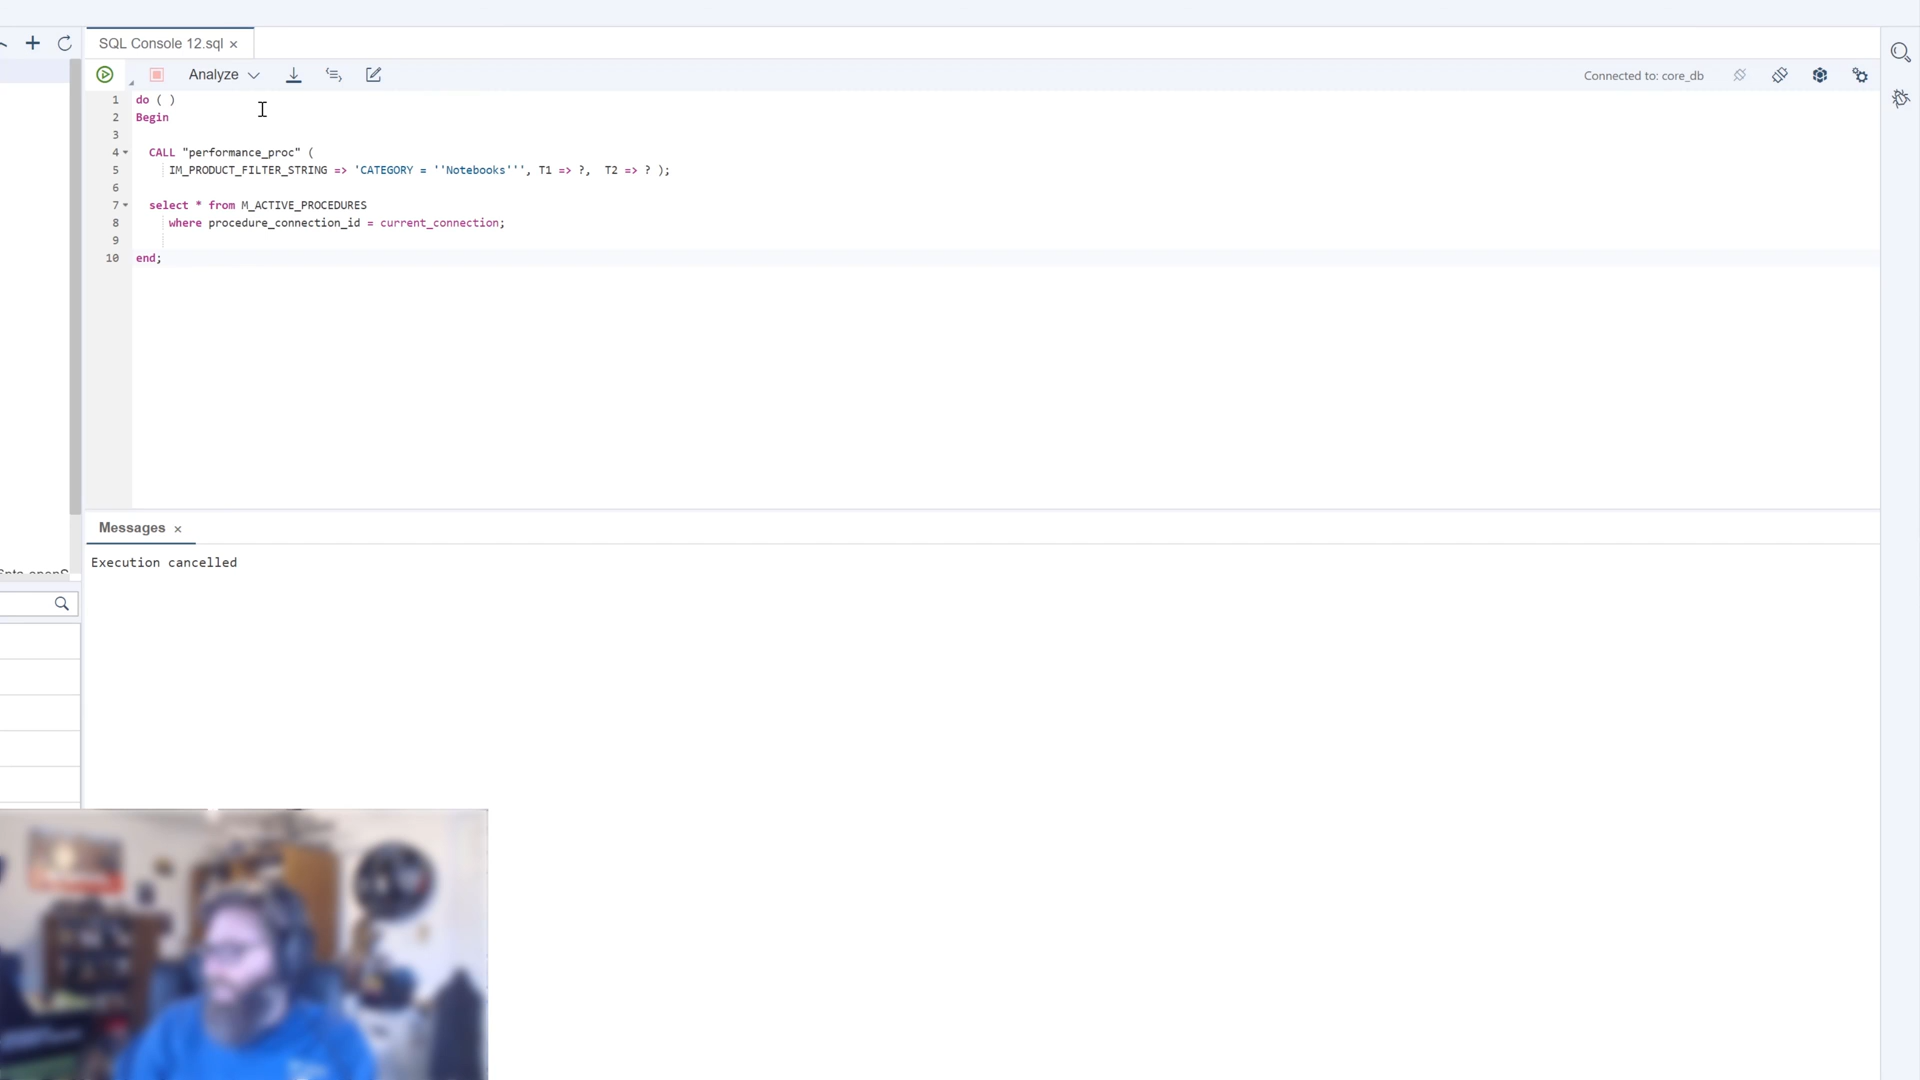 SQL Console 12.sql ×
Analyze
Connected to: core_db
1 do ( )
2 Begin
3
4 CALL "performance_proc" (
5 IM_PRODUCT_FILTER_STRING => 'CATEGORY = ''Notebooks''', T1 => ?, T2 => ? );
6
7 select * from M_ACTIVE_PROCEDURES
8 where procedure_connection_id = current_connection;
9
10 end;
Messages ×
Execution cancelled